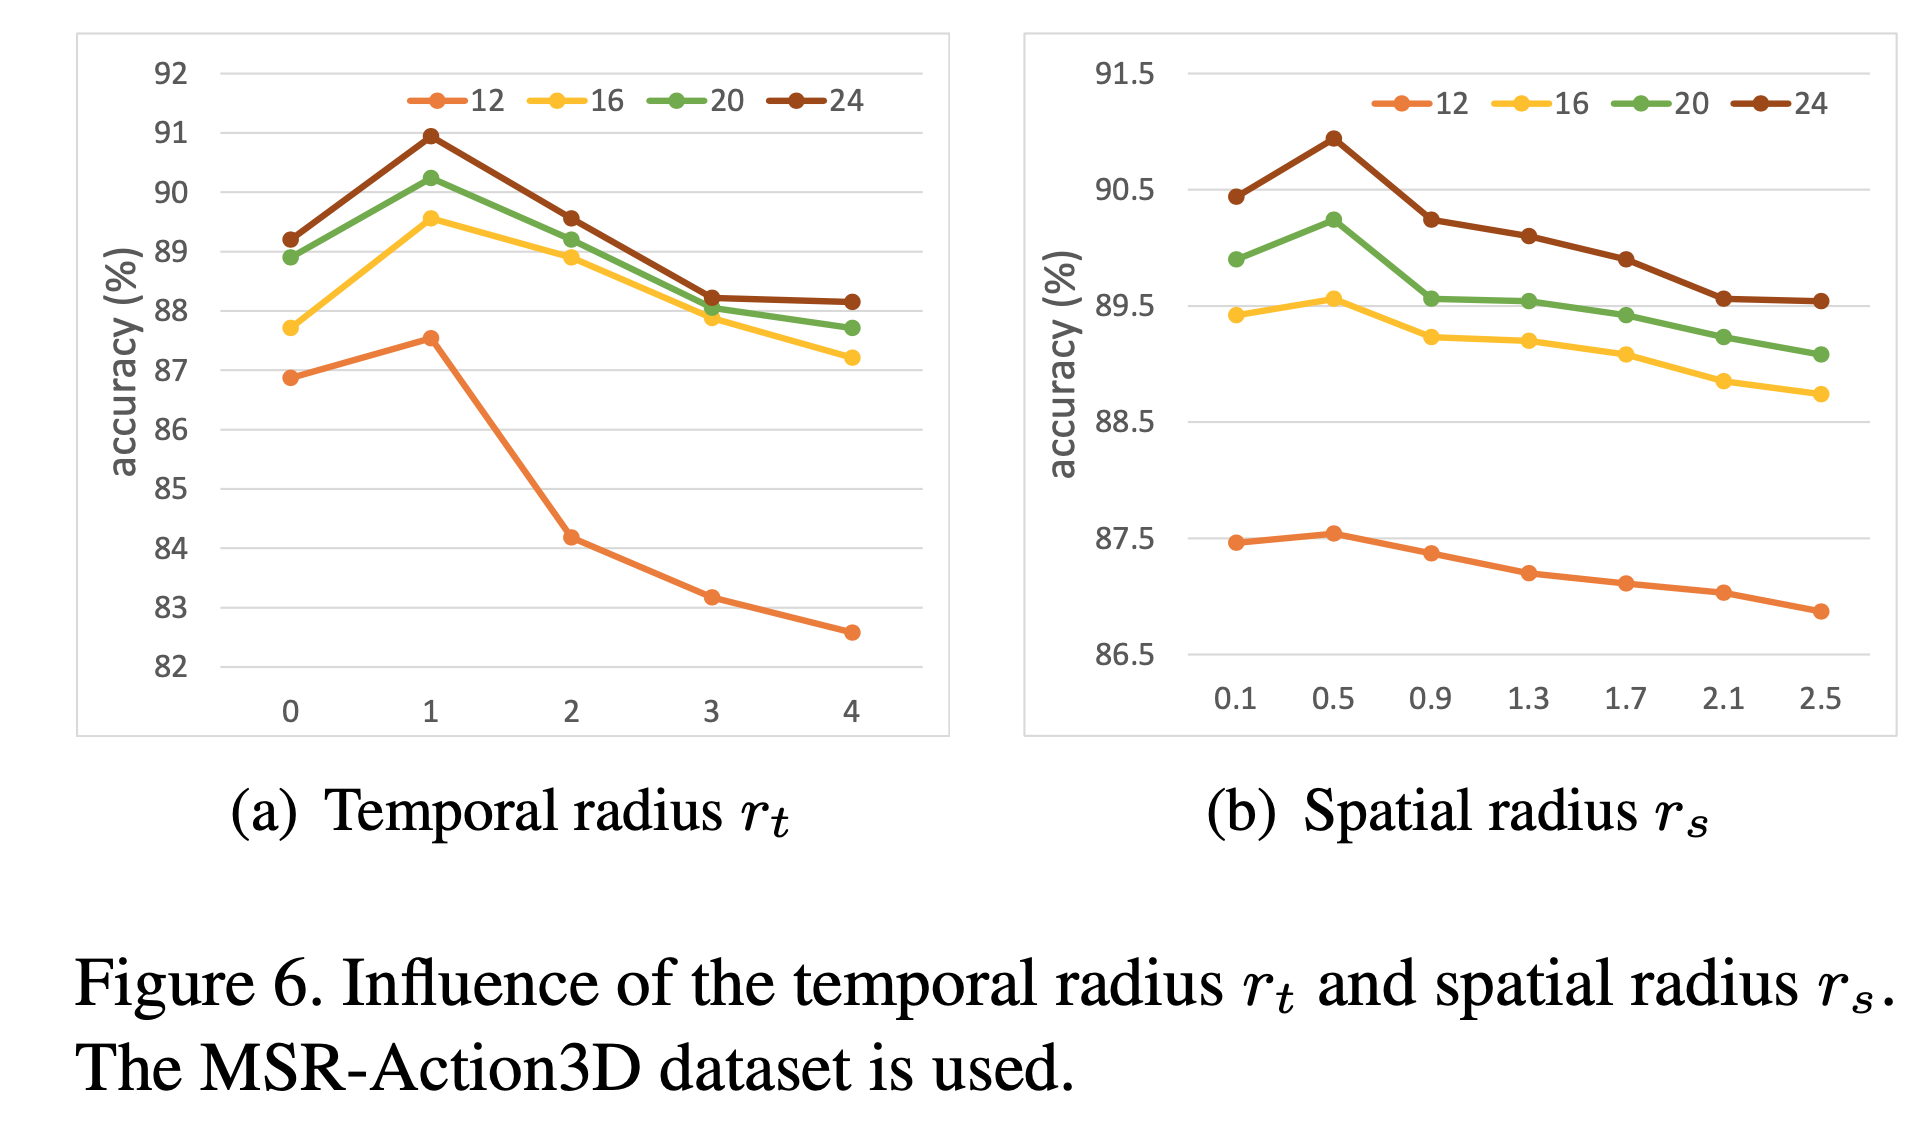 92
91
90
89
88
87
86
85
84
83
82
accuracy (%)
12 16 20 24
0 1 2 3 4
(a) Temporal radius r_t
91.5
90.5
89.5
88.5
87.5
86.5
accuracy (%)
12 16 20 24
0.1 0.5 0.9 1.3 1.7 2.1 2.5
(b) Spatial radius r_s
Figure 6. Influence of the temporal radius r_t and spatial radius r_s.
The MSR-Action3D dataset is used.